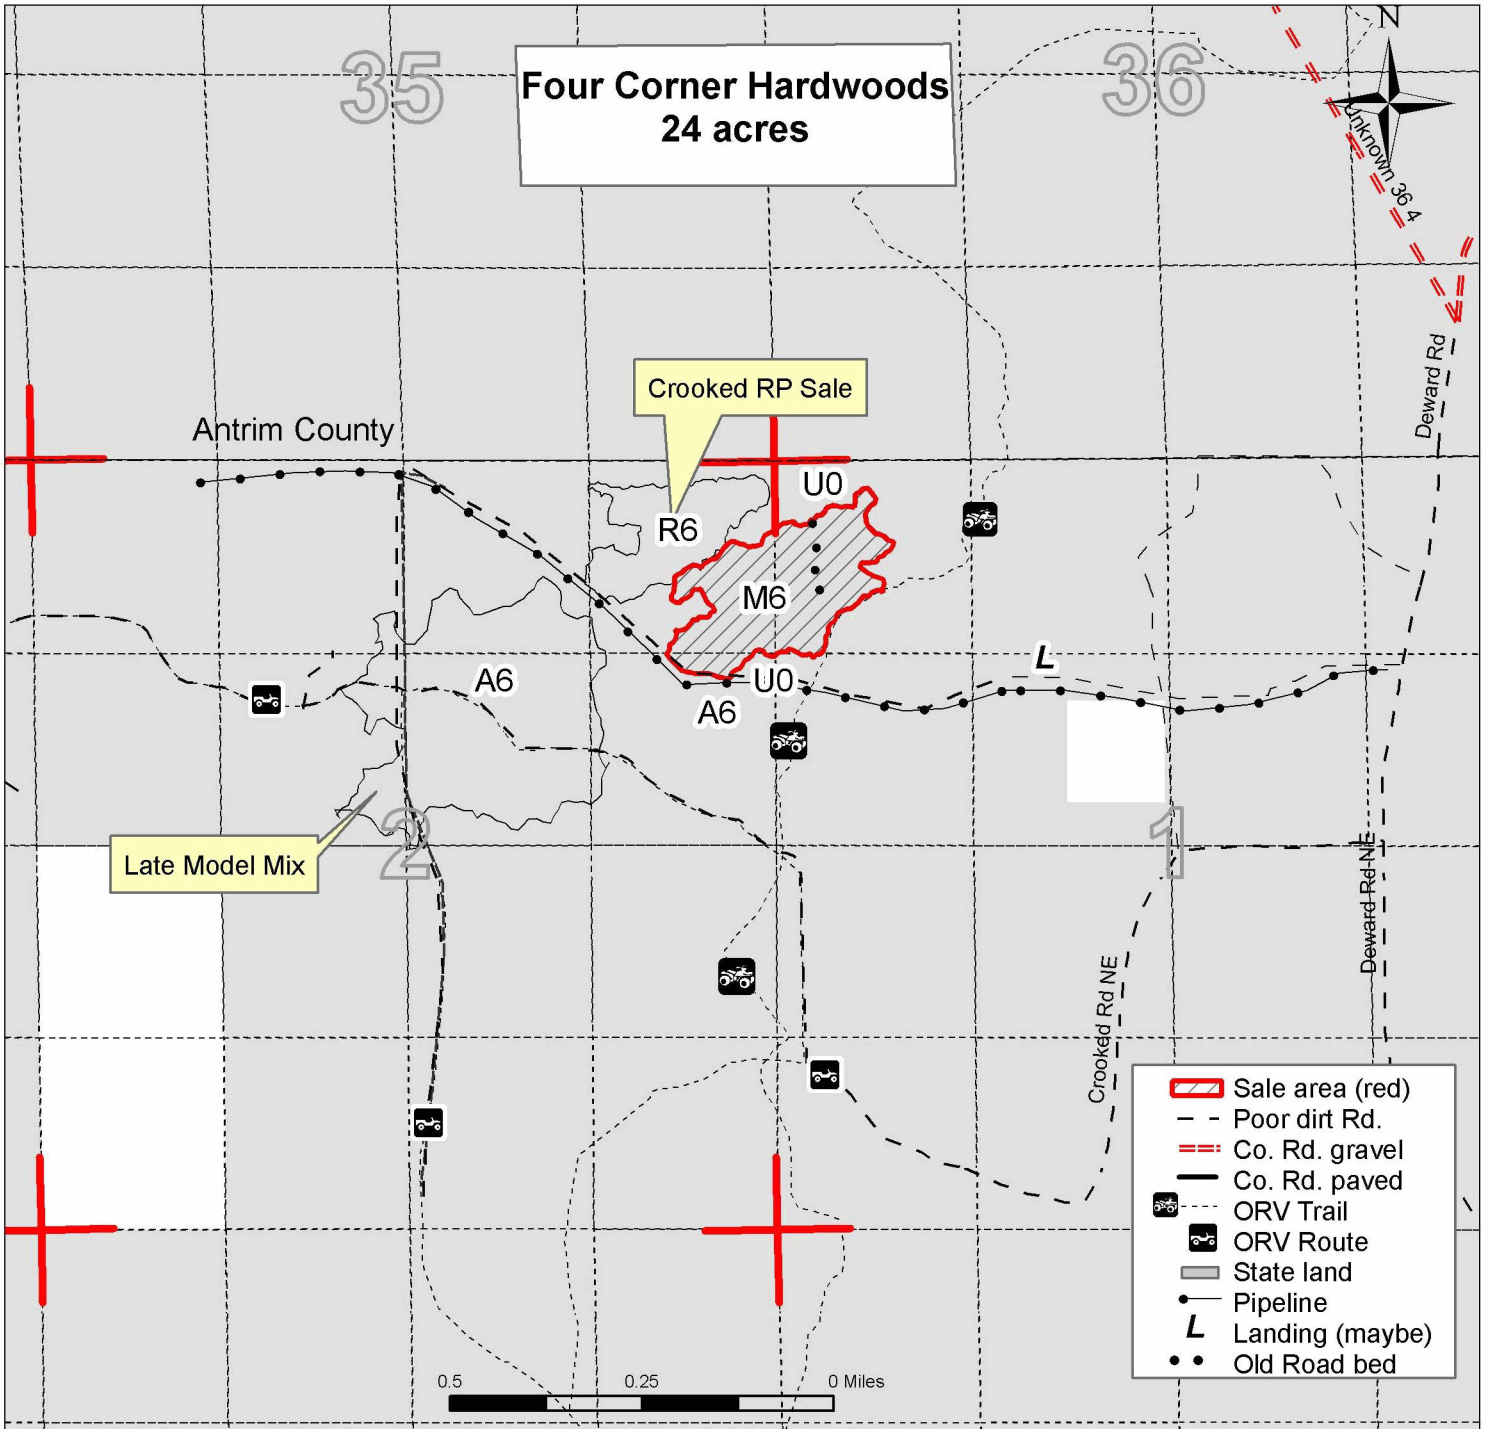 N
35
36
Four Corner Hardwoods
24 acres
Unknown 36 4
Deward Rd
Crooked RP Sale
Antrim County
U0
R6
M6
L
A6
U0
A6
2
1
Late Model Mix
Deward Rd NE
Crooked Rd NE
Sale area (red)
Poor dirt Rd.
Co. Rd. gravel
Co. Rd. paved
ORV Trail
ORV Route
State land
Pipeline
L Landing (maybe)
Old Road bed
0.5 0.25 0 Miles